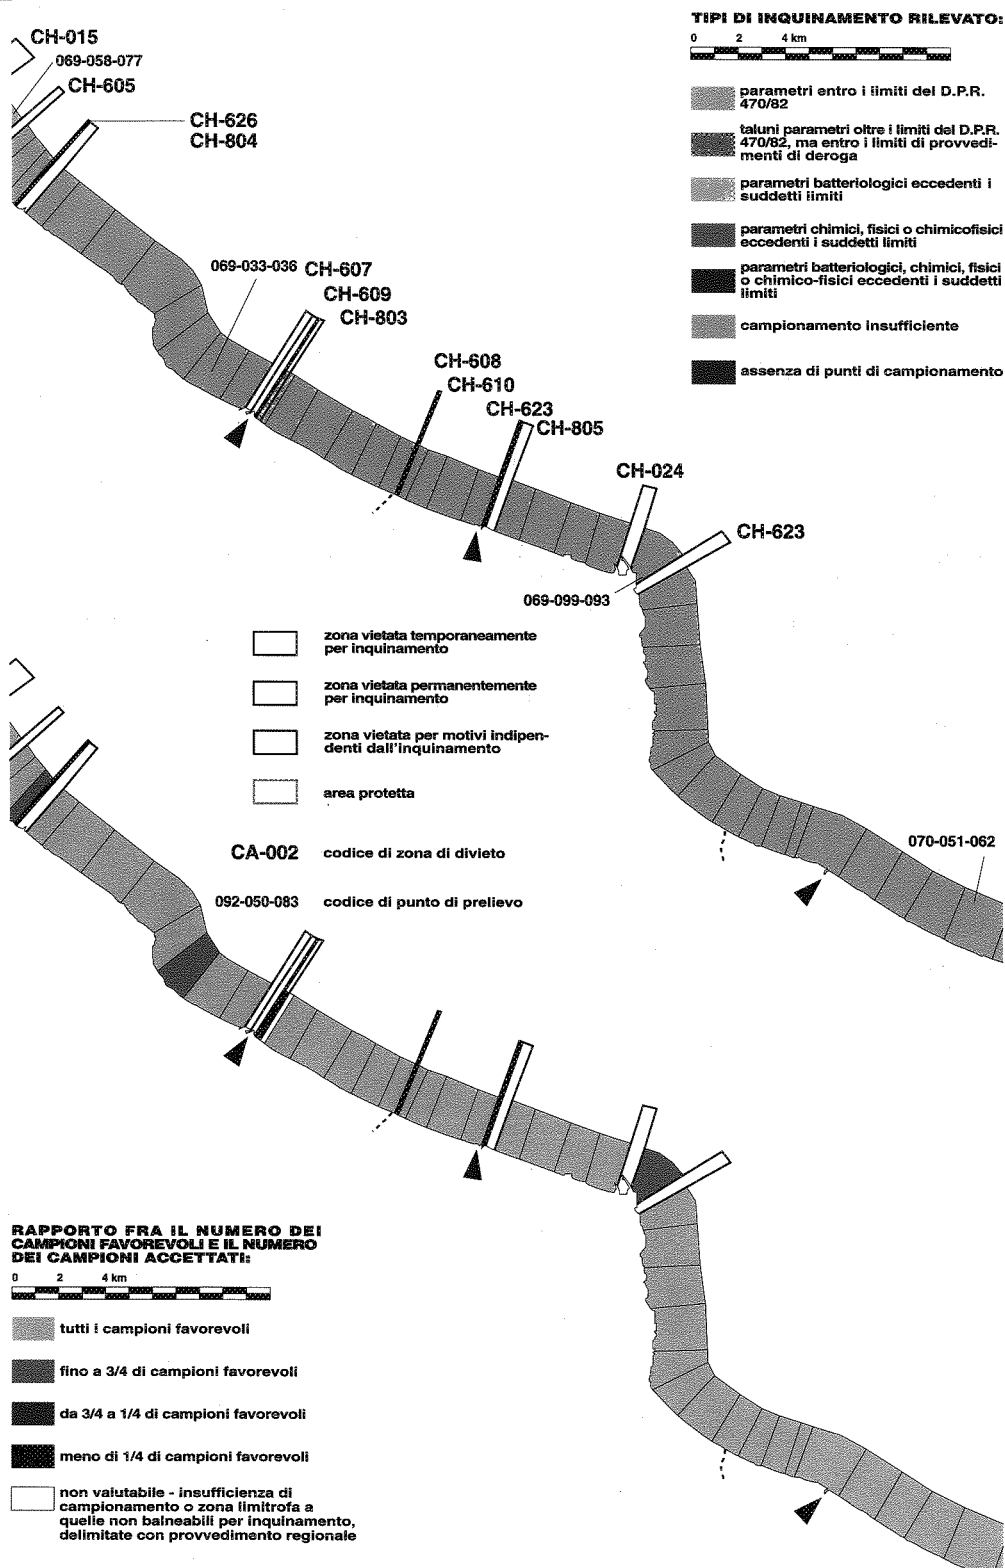 TIPI DI INQUINAMENTO RILEVATO:
0 2 4 km
parametri entro i limiti del D.P.R.
470/82
taluni parametri oltre i limiti del D.P.R.
470/82, ma entro i limiti di provvedi-
menti di deroga
parametri batteriologici eccedenti i
suddetti limiti
parametri chimici, fisici o chimicofisici
eccedenti i suddetti limiti
parametri batteriologici, chimici, fisici
o chimico-fisici eccedenti i suddetti
limiti
campionamento insufficiente
assenza di punti di campionamento
CH-015
069-058-077
CH-605
CH-626
CH-804
069-033-036 CH-607
CH-609
CH-803
CH-608
CH-610
CH-623
CH-805
CH-024
CH-623
069-099-093
zona vietata temporaneamente
per inquinamento
zona vietata permanentemente
per inquinamento
zona vietata per motivi indipen-
denti dall'inquinamento
area protetta
CA-002 codice di zona di divieto
092-050-083 codice di punto di prelievo
070-051-062
RAPPORTO FRA IL NUMERO DEI
CAMPIONI FAVOREVOLI E IL NUMERO
DEI CAMPIONI ACCETTATI:
0 2 4 km
tutti i campioni favorevoli
fino a 3/4 di campioni favorevoli
da 3/4 a 1/4 di campioni favorevoli
meno di 1/4 di campioni favorevoli
non valutabile - insufficienza di
campionamento o zona limitrofa a
quelle non balneabili per inquinamento,
delimitate con provvedimento regionale